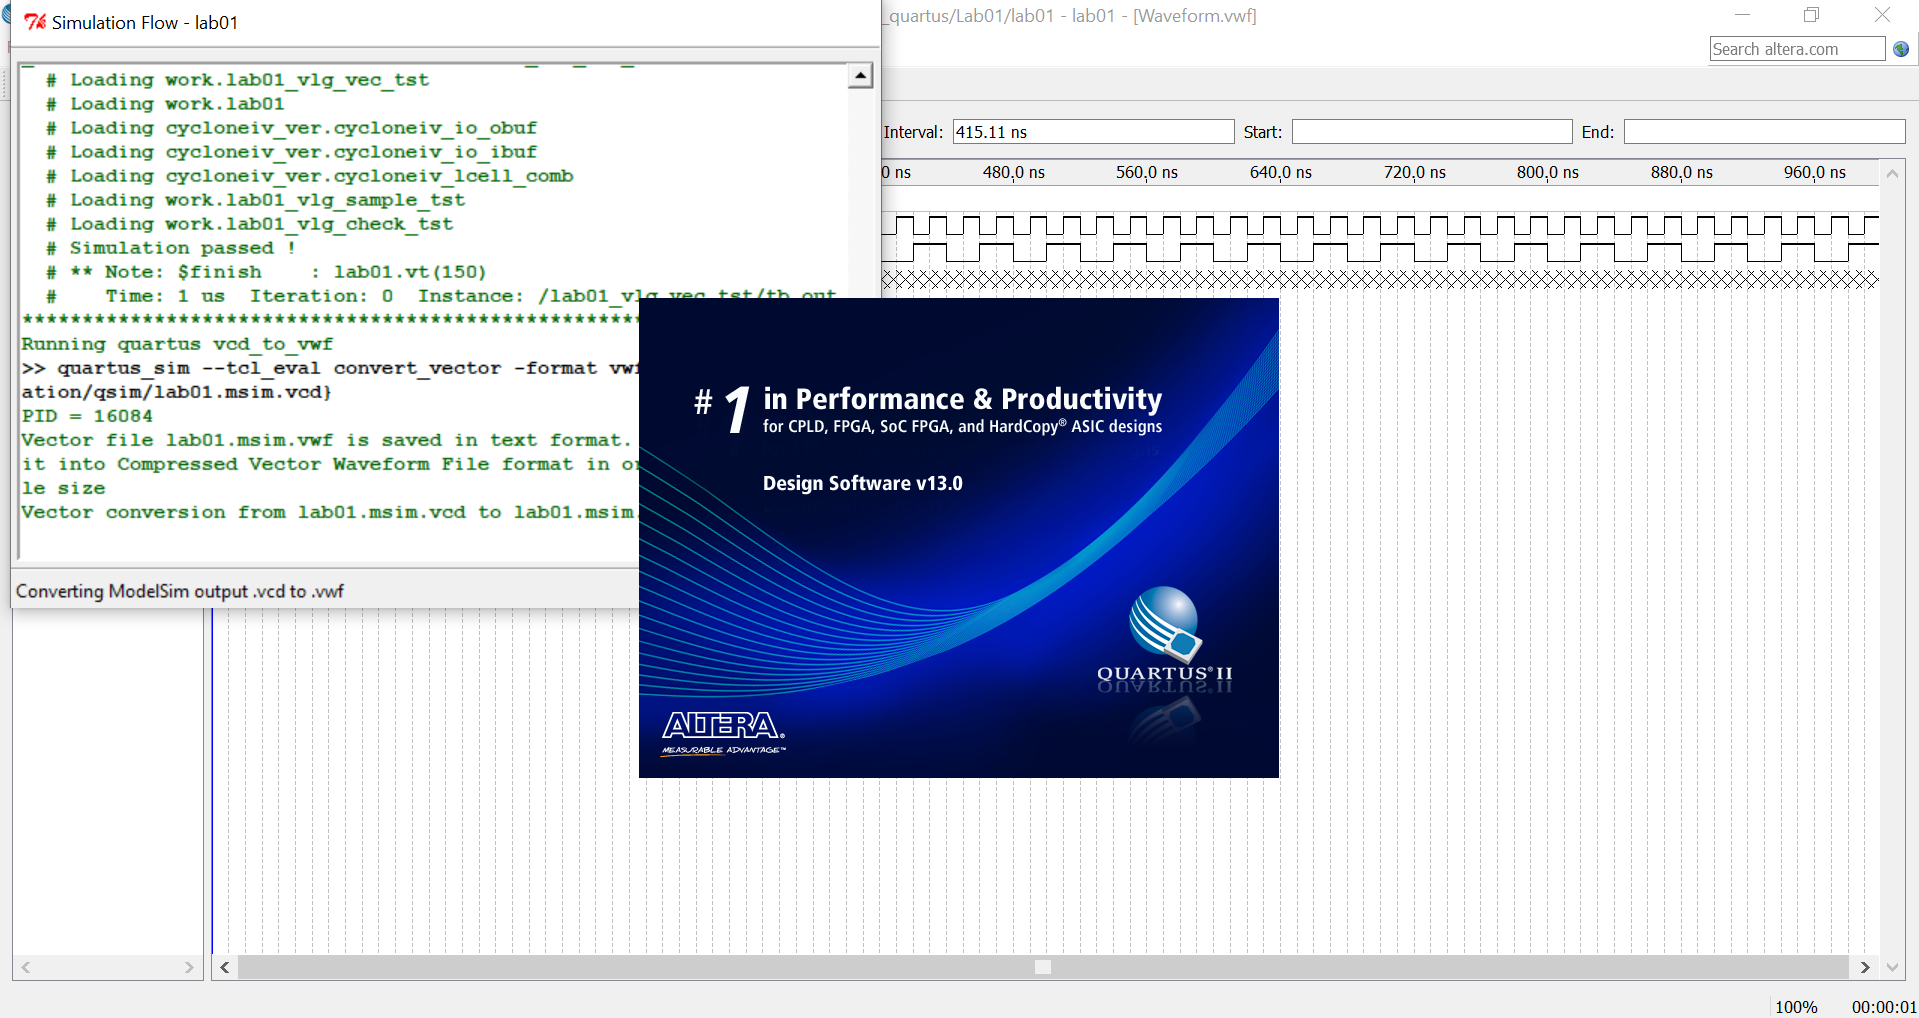 Simulation Flow - lab01
_quartus/Lab01/lab01 - lab01 - [Waveform.vwf]
Search altera.com
# Loading work.lab01_vlg_vec_tst
# Loading work.lab01
# Loading cycloneiv_ver.cycloneiv_io_obuf
# Loading cycloneiv_ver.cycloneiv_io_ibuf
# Loading cycloneiv_ver.cycloneiv_lcell_comb
# Loading work.lab01_vlg_sample_tst
# Loading work.lab01_vlg_check_tst
# Simulation passed !
# ** Note: $finish    : lab01.vt(150)
#    Time: 1 us  Iteration: 0  Instance: /lab01_vlg_vec_tst/tb_out
****************************************************
Running quartus vcd_to_vwf
>> quartus_sim --tcl_eval convert_vector -format vwf
ation/qsim/lab01.msim.vcd}
PID = 16084
Vector file lab01.msim.vwf is saved in text format.
it into Compressed Vector Waveform File format in or
le size
Vector conversion from lab01.msim.vcd to lab01.msim.
Converting ModelSim output .vcd to .vwf
Interval: 415.11 ns Start: End:
0 ns 480.0 ns 560.0 ns 640.0 ns 720.0 ns 800.0 ns 880.0 ns 960.0 ns
# 1 in Performance & Productivity
for CPLD, FPGA, SoC FPGA, and HardCopy® ASIC designs
Design Software v13.0
QUARTUS® II
ALTERA®
MEASURABLE ADVANTAGE™
100% 00:00:01